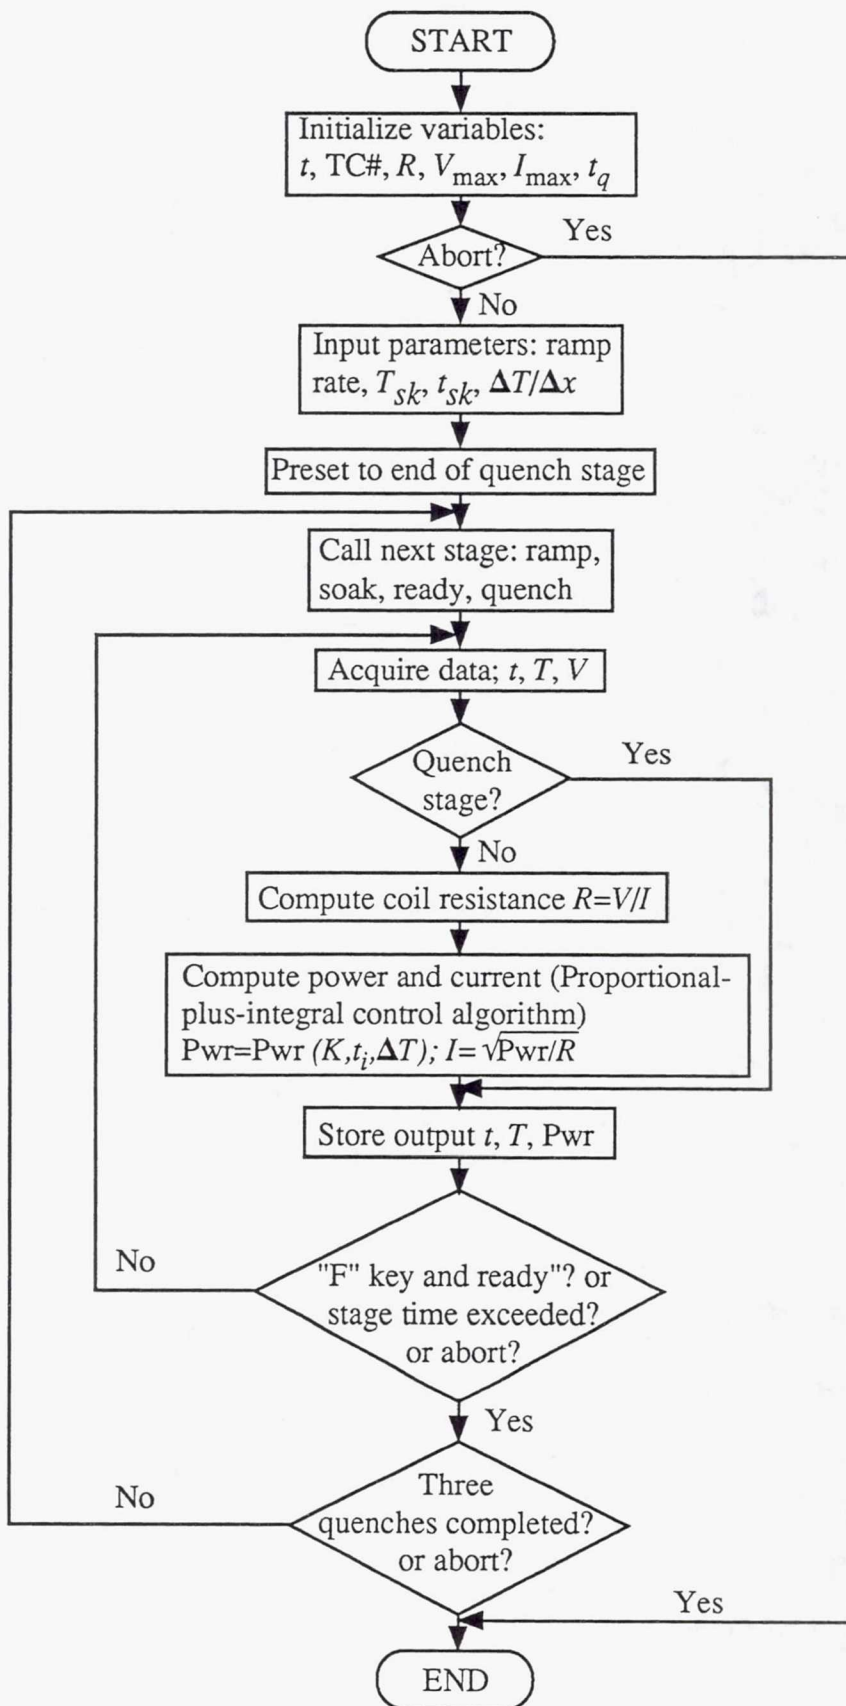 START
Initialize variables:
t, TC#, R, Vmax, Imax, tq
Abort?
Yes
No
Input parameters: ramp
rate, Tsk, tsk, ΔT/Δx
Preset to end of quench stage
Call next stage: ramp,
soak, ready, quench
Acquire data; t, T, V
Quench
stage?
Yes
No
Compute coil resistance R=V/I
Compute power and current (Proportional-
plus-integral control algorithm)
Pwr=Pwr (K,ti,ΔT); I=√Pwr/R
Store output t, T, Pwr
No
"F" key and ready"? or
stage time exceeded?
or abort?
Yes
No
Three
quenches completed?
or abort?
Yes
END